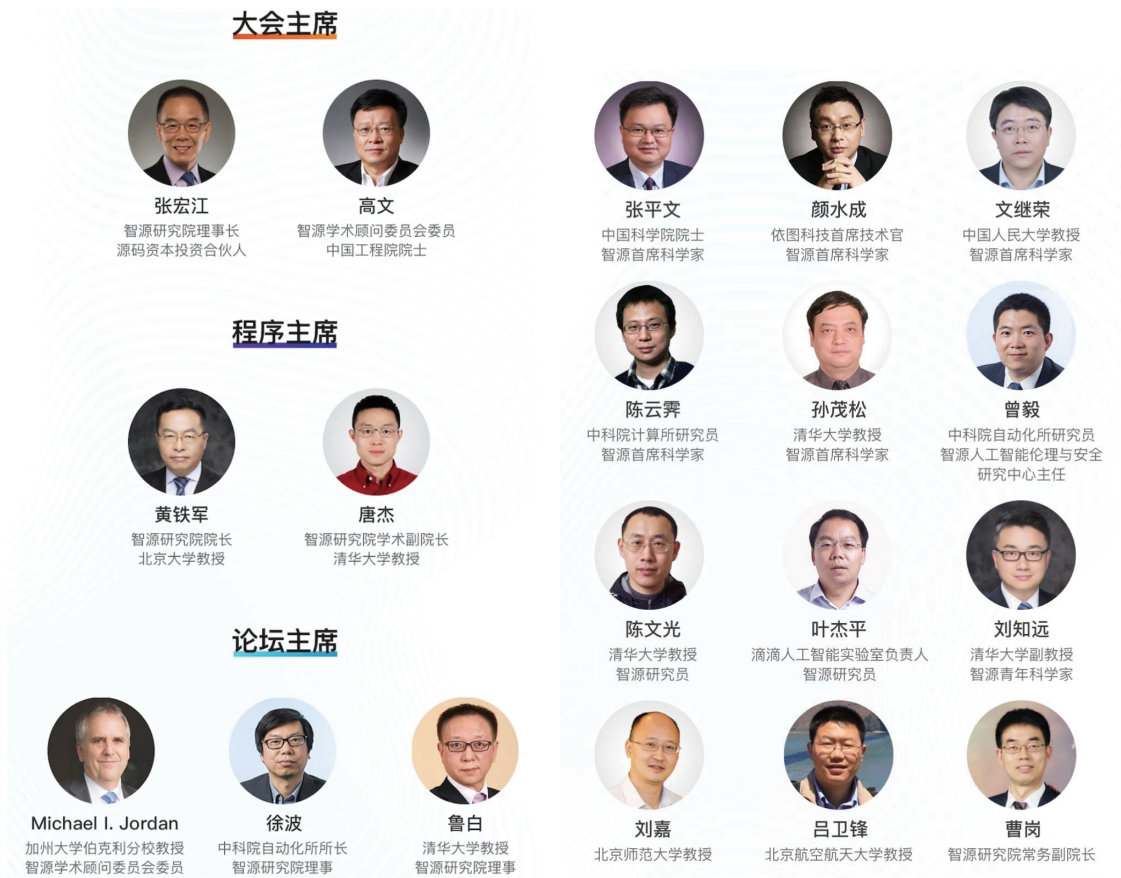 大会主席
张宏江
智源研究院理事长
源码资本投资合伙人
高文
智源学术顾问委员会委员
中国工程院院士
程序主席
黄铁军
智源研究院院长
北京大学教授
唐杰
智源研究院学术副院长
清华大学教授
论坛主席
Michael I. Jordan
加州大学伯克利分校教授
智源学术顾问委员会委员
徐波
中科院自动化所所长
智源研究院理事
鲁白
清华大学教授
智源研究院理事
张平文
中国科学院院士
智源首席科学家
颜水成
依图科技首席技术官
智源首席科学家
文继荣
中国人民大学教授
智源首席科学家
陈云霁
中科院计算所研究员
智源首席科学家
孙茂松
清华大学教授
智源首席科学家
曾毅
中科院自动化所研究员
智源人工智能伦理与安全
研究中心主任
陈文光
清华大学教授
智源研究员
叶杰平
滴滴人工智能实验室负责人
智源研究员
刘知远
清华大学副教授
智源青年科学家
刘嘉
北京师范大学教授
吕卫锋
北京航空航天大学教授
曹岗
智源研究院常务副院长